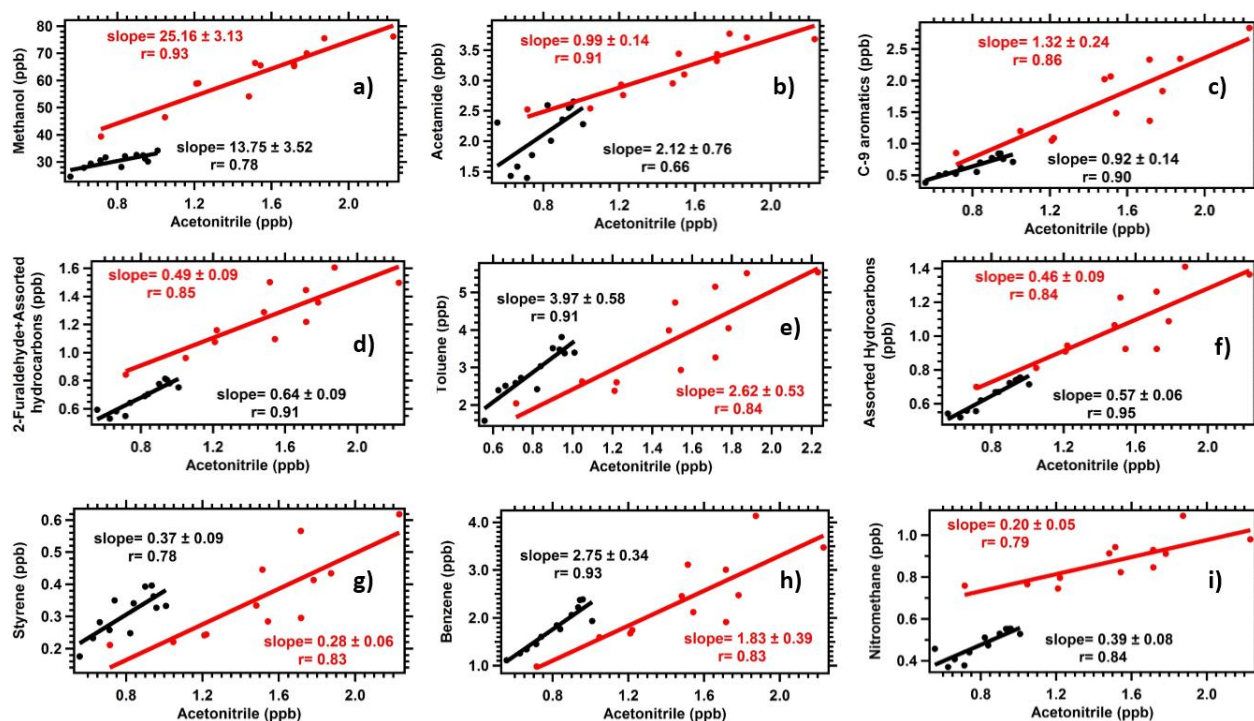 a)
slope= 25.16 ± 3.13
r= 0.93
slope= 13.75 ± 3.52
r= 0.78
Methanol (ppb)
80
70
60
50
40
30
0.8 1.2 1.6 2.0
Acetonitrile (ppb)
b)
slope= 0.99 ± 0.14
r= 0.91
slope= 2.12 ± 0.76
r= 0.66
Acetamide (ppb)
3.5
3.0
2.5
2.0
1.5
0.8 1.2 1.6 2.0
Acetonitrile (ppb)
c)
slope= 1.32 ± 0.24
r= 0.86
slope= 0.92 ± 0.14
r= 0.90
C-9 aromatics (ppb)
2.5
2.0
1.5
1.0
0.5
0.8 1.2 1.6 2.0
Acetonitrile (ppb)
d)
slope= 0.49 ± 0.09
r= 0.85
slope= 0.64 ± 0.09
r= 0.91
2-Furaldehyde+Assorted
hydrocarbons (ppb)
1.6
1.4
1.2
1.0
0.8
0.6
0.8 1.2 1.6 2.0
Acetonitrile (ppb)
e)
slope= 3.97 ± 0.58
r= 0.91
slope= 2.62 ± 0.53
r= 0.84
Toluene (ppb)
5
4
3
2
0.6 0.8 1.0 1.2 1.4 1.6 1.8 2.0 2.2
Acetonitrile (ppb)
f)
slope= 0.46 ± 0.09
r= 0.84
slope= 0.57 ± 0.06
r= 0.95
Assorted Hydrocarbons
(ppb)
1.4
1.2
1.0
0.8
0.6
0.8 1.2 1.6 2.0
Acetonitrile (ppb)
g)
slope= 0.37 ± 0.09
r= 0.78
slope= 0.28 ± 0.06
r= 0.83
Styrene (ppb)
0.6
0.5
0.4
0.3
0.2
0.8 1.2 1.6 2.0
Acetonitrile (ppb)
h)
slope= 2.75 ± 0.34
r= 0.93
slope= 1.83 ± 0.39
r= 0.83
Benzene (ppb)
4.0
3.0
2.0
1.0
0.8 1.2 1.6 2.0
Acetonitrile (ppb)
i)
slope= 0.20 ± 0.05
r= 0.79
slope= 0.39 ± 0.08
r= 0.84
Nitromethane (ppb)
1.0
0.8
0.6
0.4
0.8 1.2 1.6 2.0
Acetonitrile (ppb)